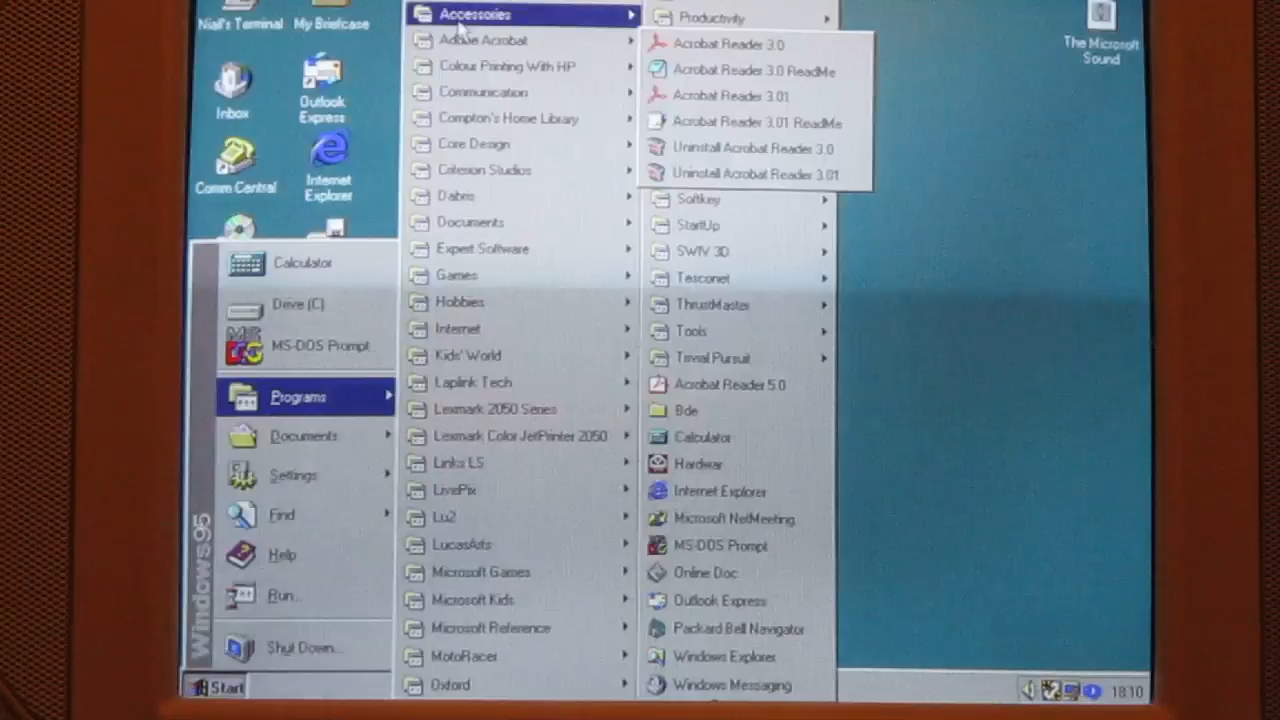 Niall's Terminal
My Briefcase
Inbox
Outlook
Express
Comm Central
Internet
Explorer
The Microsoft
Sound
Calculator
Drive (C)
MS-DOS Prompt
Programs
Documents
Settings
Find
Help
Run...
Shut Down...
Windows95
Start
Accessories
Adobe Acrobat
Colour Printing With HP
Communication
Compton's Home Library
Core Design
Criterion Studios
D'abris
Documents
Expert Software
Games
Hobbies
Internet
Kids' World
Laplink Tech
Lexmark 2050 Series
Lexmark Color JetPrinter 2050
Links LS
LivePix
Lu2
LucasArts
Microsoft Games
Microsoft Kids
Microsoft Reference
MotoRacer
Oxford
Productivity
Acrobat Reader 3.0
Acrobat Reader 3.0 ReadMe
Acrobat Reader 3.01
Acrobat Reader 3.01 ReadMe
Uninstall Acrobat Reader 3.0
Uninstall Acrobat Reader 3.01
Softkey
StartUp
SWIV 3D
Tesconet
ThrustMaster
Tools
Trivial Pursuit
Acrobat Reader 5.0
Bde
Calculator
Hardwar
Internet Explorer
Microsoft NetMeeting
MS-DOS Prompt
Online Doc
Outlook Express
Packard Bell Navigator
Windows Explorer
Windows Messaging
18:10